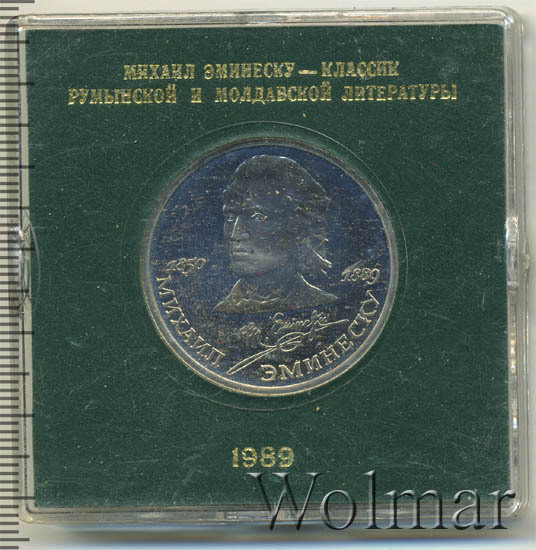 МИХАИЛ ЭМИНЕСКУ — КЛАССИК
РУМЫНСКОЙ И МОЛДАВСКОЙ ЛИТЕРАТУРЫ
1850
1889
МИХАИЛ ЭМИНЕСКУ
1989
Wolmar